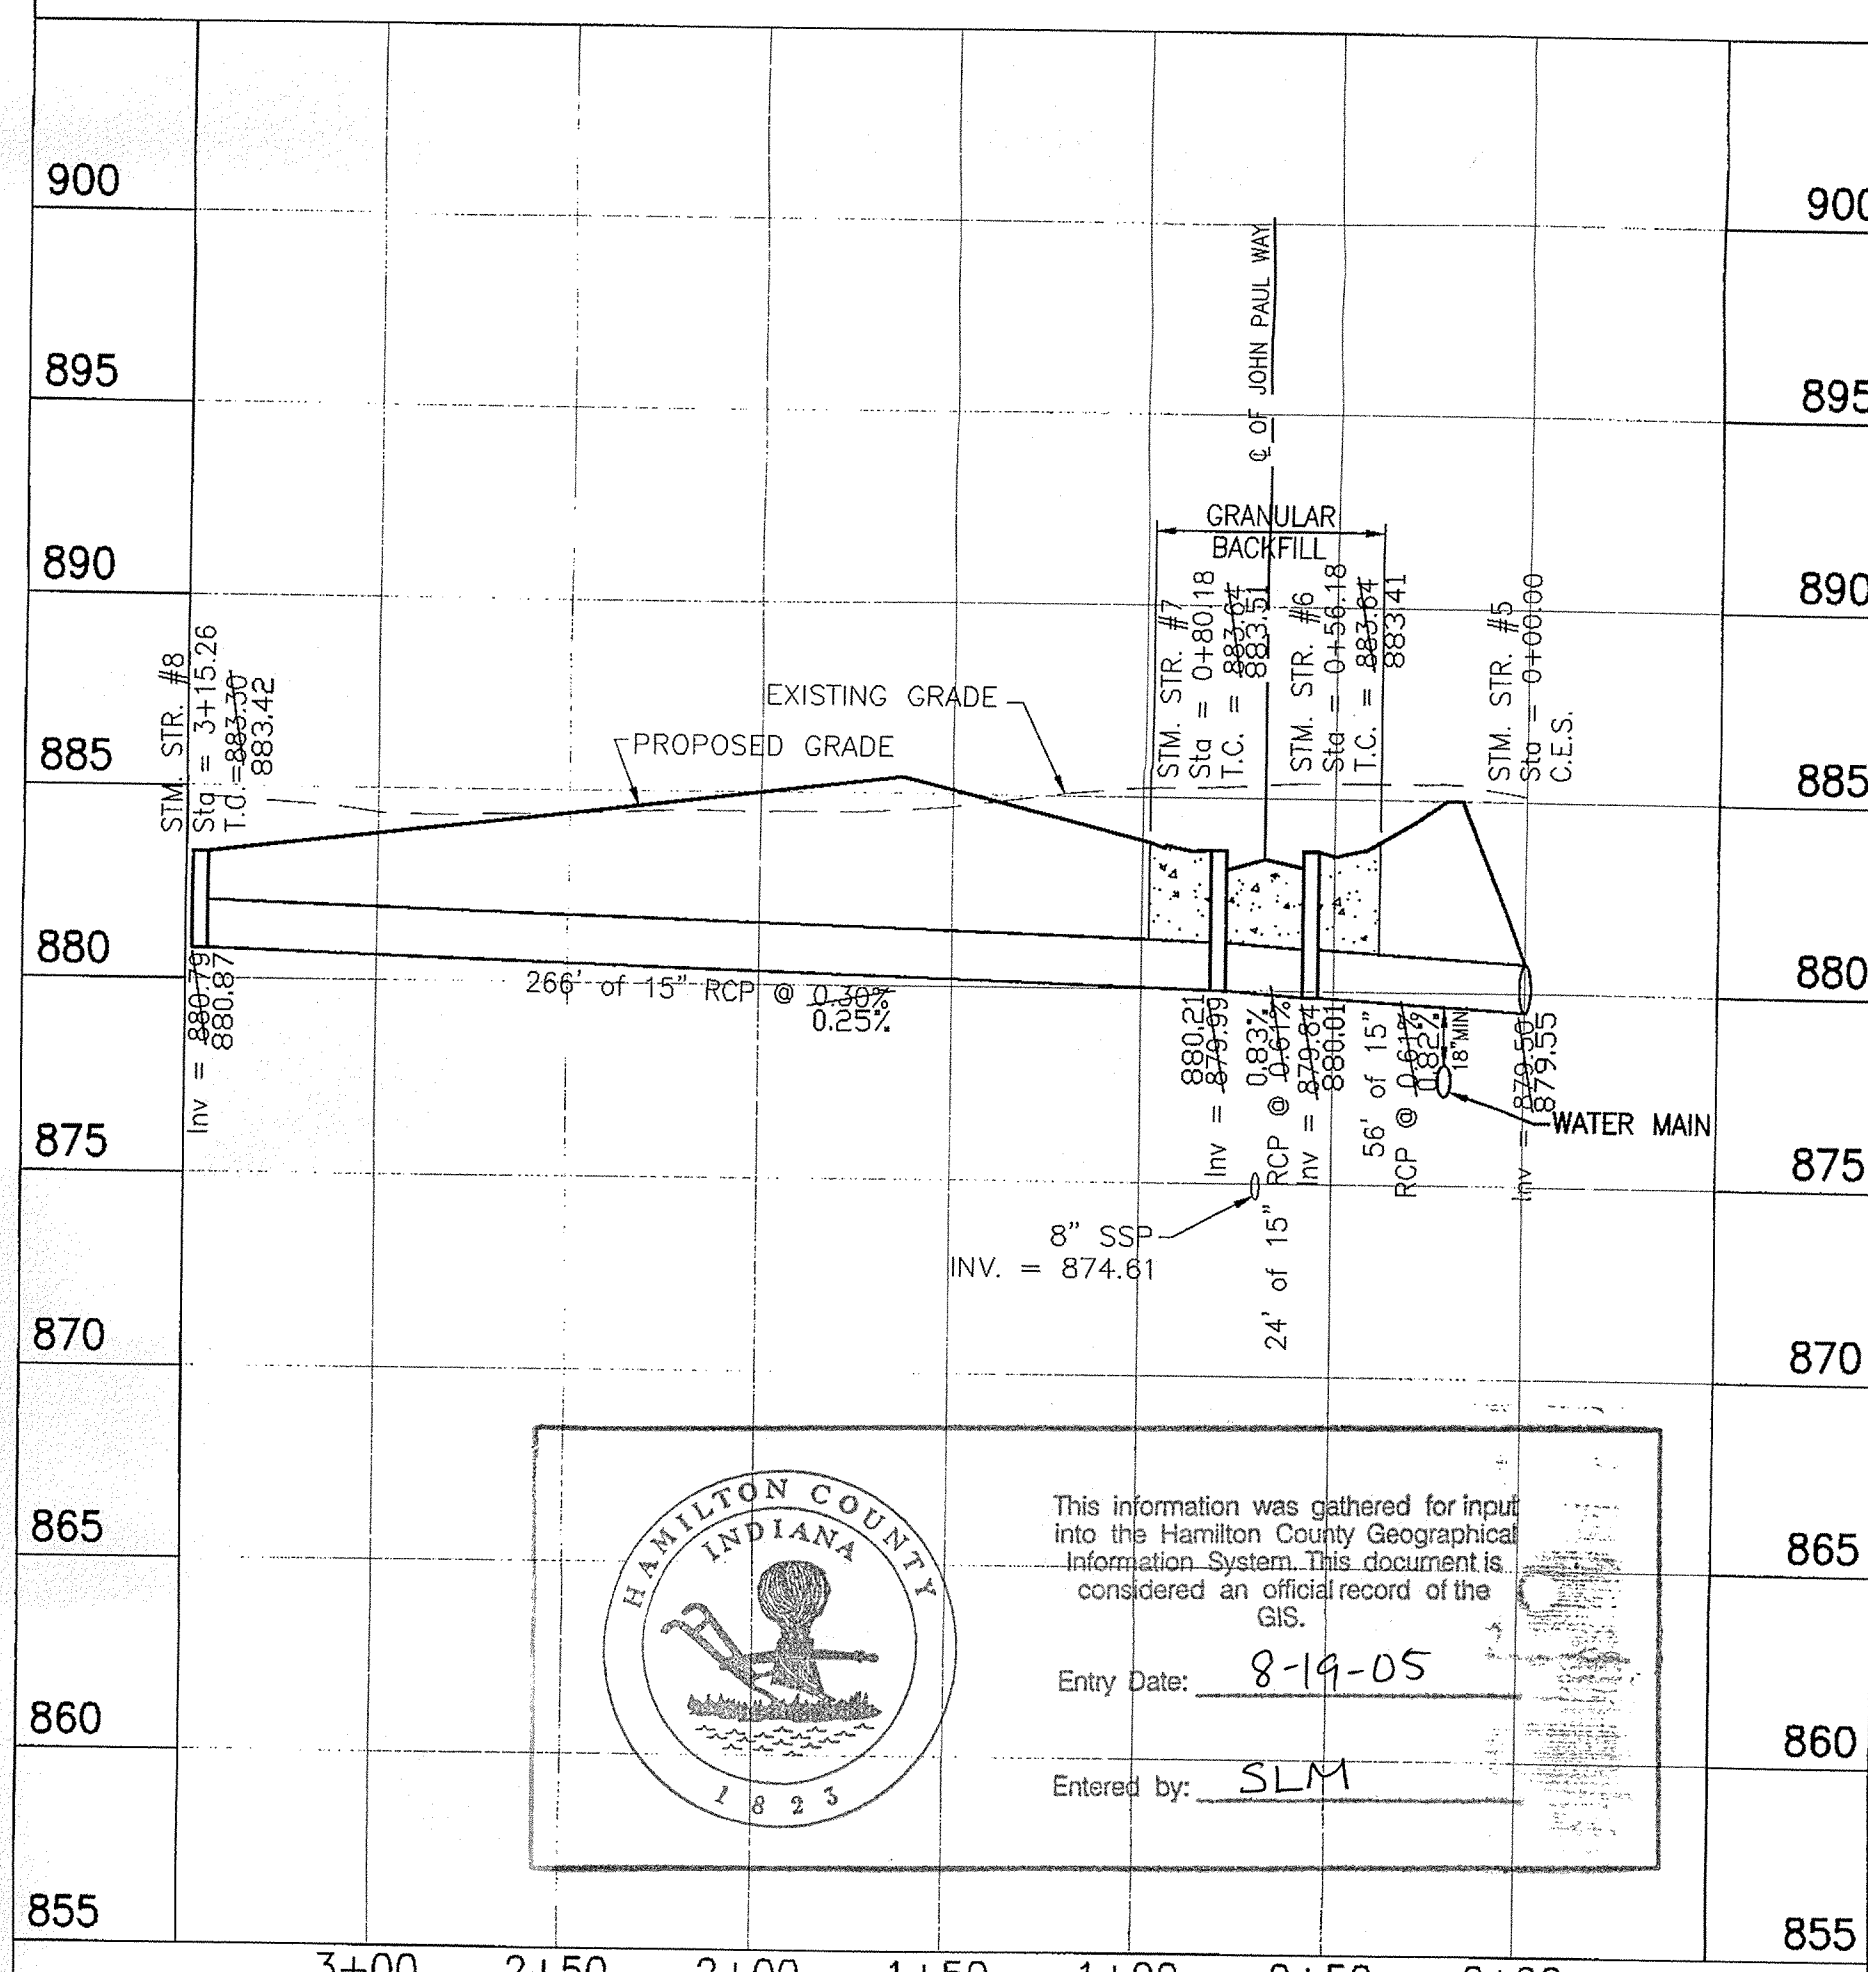 900
900
895
895
890
890
885
885
880
880
875
875
870
870
865
865
860
860
855
855
℄ OF JOHN PAUL WAY
GRANULAR
BACKFILL
STM. STR. #8
Sta = 3+15.26
T.C.=883.30
883.42
EXISTING GRADE
PROPOSED GRADE
STM. STR. #7
Sta = 0+80.18
T.C. = 883.64
883.51
STM. STR. #6
Sta = 0+56.18
T.C. = 883.64
883.41
STM. STR. #5
Sta = 0+00.00
C.E.S.
Inv = 880.79
880.87
266' of 15" RCP @ 0.30%
0.25%
880.21
Inv = 879.99
24' of 15" RCP @ 0.61%
0.83%
Inv = 879.84
880.01
56' of 15"
RCP @ 0.61%
0.82%
18"MIN
Inv = 879.50
879.55
WATER MAIN
8" SSP
INV. = 874.61
HAMILTON COUNTY
INDIANA
1823
This information was gathered for input
into the Hamilton County Geographical
Information System. This document is
considered an official record of the
GIS.
Entry Date: 8-19-05
Entered by: SLM
3+00 2+50 2+00 1+50 1+00 0+50 0+00